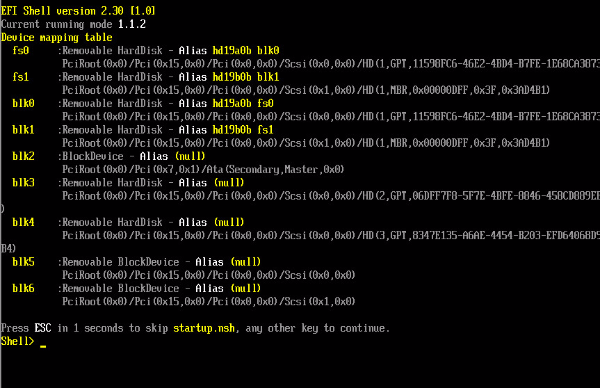 EFI Shell version 2.30 [1.0]
Current running mode 1.1.2
Device mapping table
fs0 :Removable HardDisk - Alias hd19a0b blk0
PciRoot(0x0)/Pci(0x15,0x0)/Pci(0x0,0x0)/Scsi(0x0,0x0)/HD(1,GPT,11598FC6-46E2-4BD4-B7FE-1E68CA3873
fs1 :Removable HardDisk - Alias hd19b0b blk1
PciRoot(0x0)/Pci(0x15,0x0)/Pci(0x0,0x0)/Scsi(0x1,0x0)/HD(1,MBR,0x00000DFF,0x3F,0x3AD4B1)
blk0 :Removable HardDisk - Alias hd19a0b fs0
PciRoot(0x0)/Pci(0x15,0x0)/Pci(0x0,0x0)/Scsi(0x0,0x0)/HD(1,GPT,11598FC6-46E2-4BD4-B7FE-1E68CA3873
blk1 :Removable HardDisk - Alias hd19b0b fs1
PciRoot(0x0)/Pci(0x15,0x0)/Pci(0x0,0x0)/Scsi(0x1,0x0)/HD(1,MBR,0x00000DFF,0x3F,0x3AD4B1)
blk2 :BlockDevice - Alias (null)
PciRoot(0x0)/Pci(0x7,0x1)/Ata(Secondary,Master,0x0)
blk3 :Removable HardDisk - Alias (null)
PciRoot(0x0)/Pci(0x15,0x0)/Pci(0x0,0x0)/Scsi(0x0,0x0)/HD(2,GPT,06DFF7F8-5F7E-4BFE-8846-45BCD889EF
)
blk4 :Removable HardDisk - Alias (null)
PciRoot(0x0)/Pci(0x15,0x0)/Pci(0x0,0x0)/Scsi(0x0,0x0)/HD(3,GPT,8347E135-A6AE-4454-B203-EFD64068D9
B4)
blk5 :Removable BlockDevice - Alias (null)
PciRoot(0x0)/Pci(0x15,0x0)/Pci(0x0,0x0)/Scsi(0x0,0x0)
blk6 :Removable BlockDevice - Alias (null)
PciRoot(0x0)/Pci(0x15,0x0)/Pci(0x0,0x0)/Scsi(0x1,0x0)
Press ESC in 1 seconds to skip startup.nsh, any other key to continue.
Shell> _